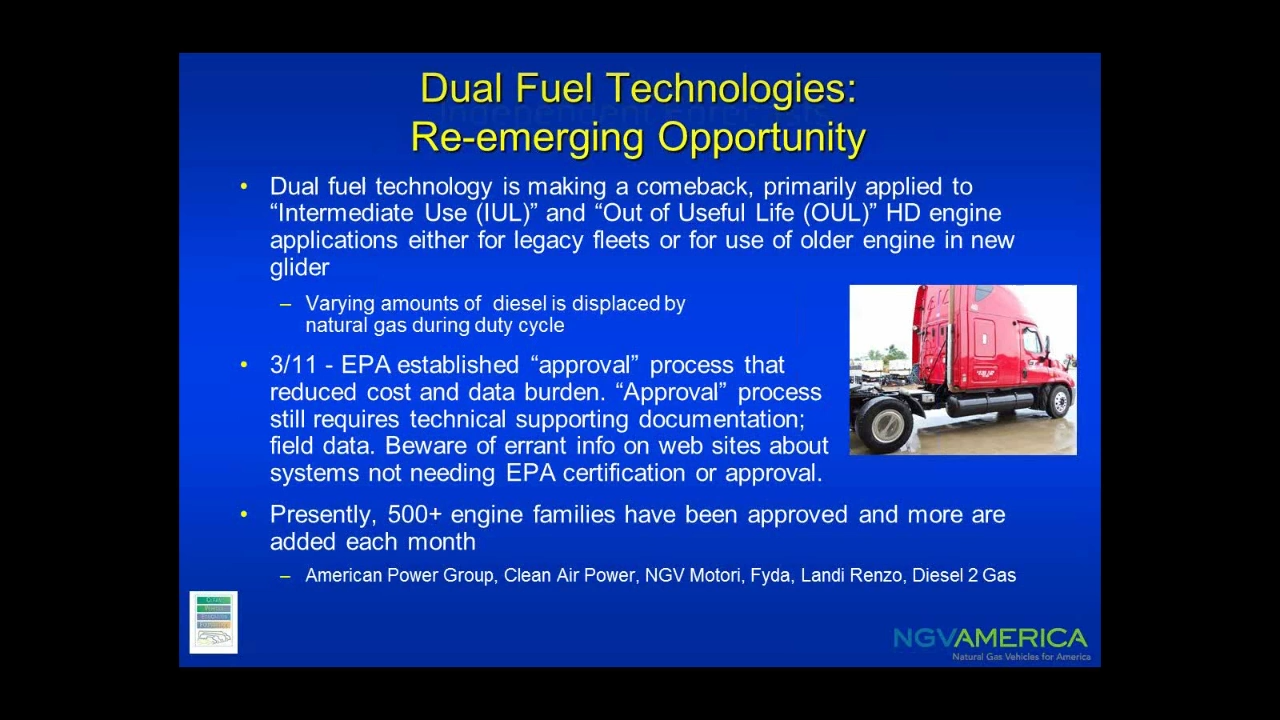 Dual Fuel Technologies:
Re-emerging Opportunity
• Dual fuel technology is making a comeback, primarily applied to
“Intermediate Use (IUL)” and “Out of Useful Life (OUL)” HD engine
applications either for legacy fleets or for use of older engine in new
glider
– Varying amounts of diesel is displaced by
natural gas during duty cycle
• 3/11 - EPA established “approval” process that
reduced cost and data burden. “Approval” process
still requires technical supporting documentation;
field data. Beware of errant info on web sites about
systems not needing EPA certification or approval.
• Presently, 500+ engine families have been approved and more are
added each month
– American Power Group, Clean Air Power, NGV Motori, Fyda, Landi Renzo, Diesel 2 Gas
NGVAMERICA
Natural Gas Vehicles for America